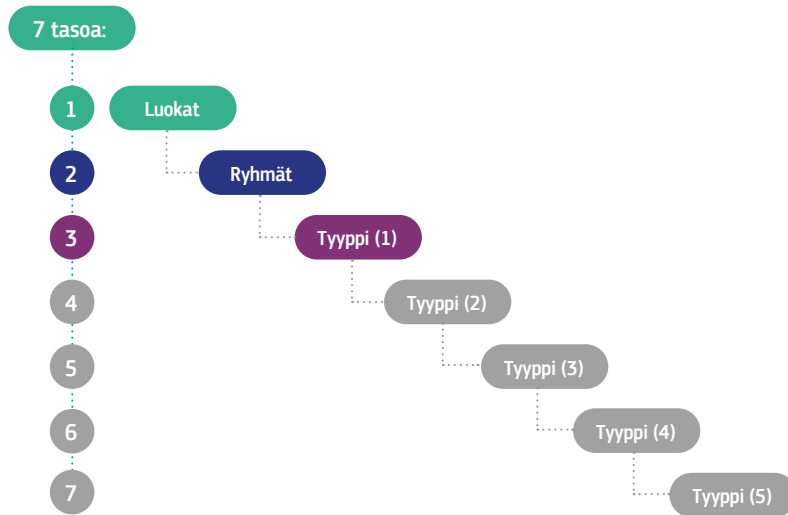 7 tasoa:
1 Luokat
2 Ryhmät
3 Tyyppi (1)
4 Tyyppi (2)
5 Tyyppi (3)
6 Tyyppi (4)
7 Tyyppi (5)